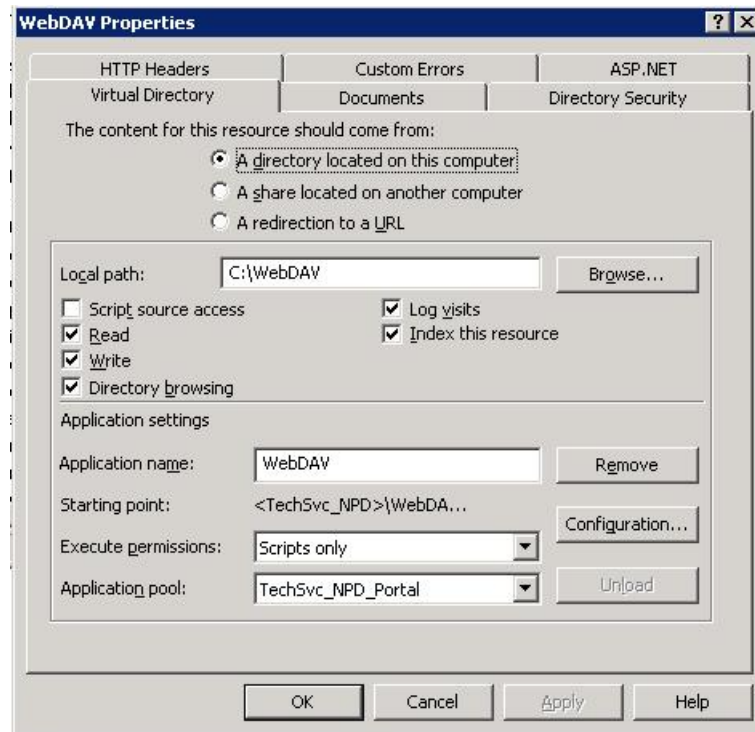 WebDAV Properties
HTTP Headers Custom Errors ASP.NET
Virtual Directory Documents Directory Security
The content for this resource should come from:
A directory located on this computer
A share located on another computer
A redirection to a URL
Local path: C:\WebDAV Browse...
Script source access Log visits
Read Index this resource
Write
Directory browsing
Application settings
Application name: WebDAV Remove
Starting point: <TechSvc_NPD>\WebDA...
Configuration...
Execute permissions: Scripts only
Application pool: TechSvc_NPD_Portal Unload
OK Cancel Apply Help